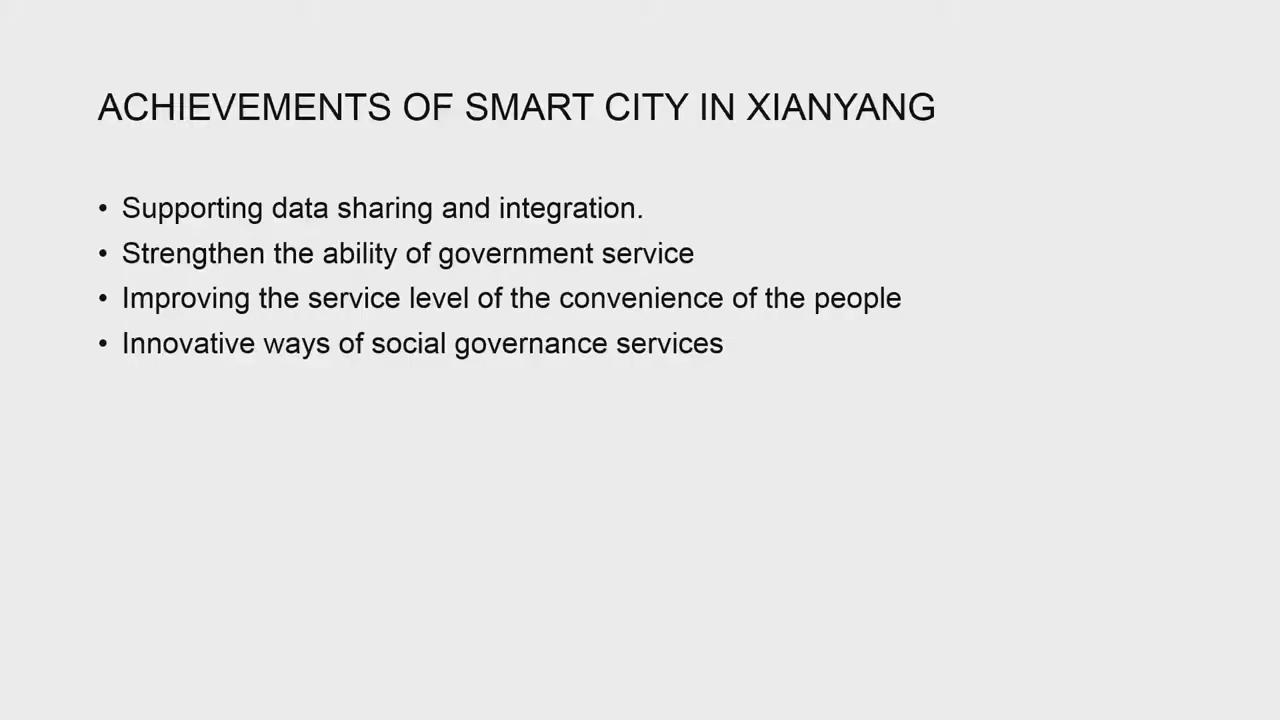 ACHIEVEMENTS OF SMART CITY IN XIANYANG
• Supporting data sharing and integration.
• Strengthen the ability of government service
• Improving the service level of the convenience of the people
• Innovative ways of social governance services